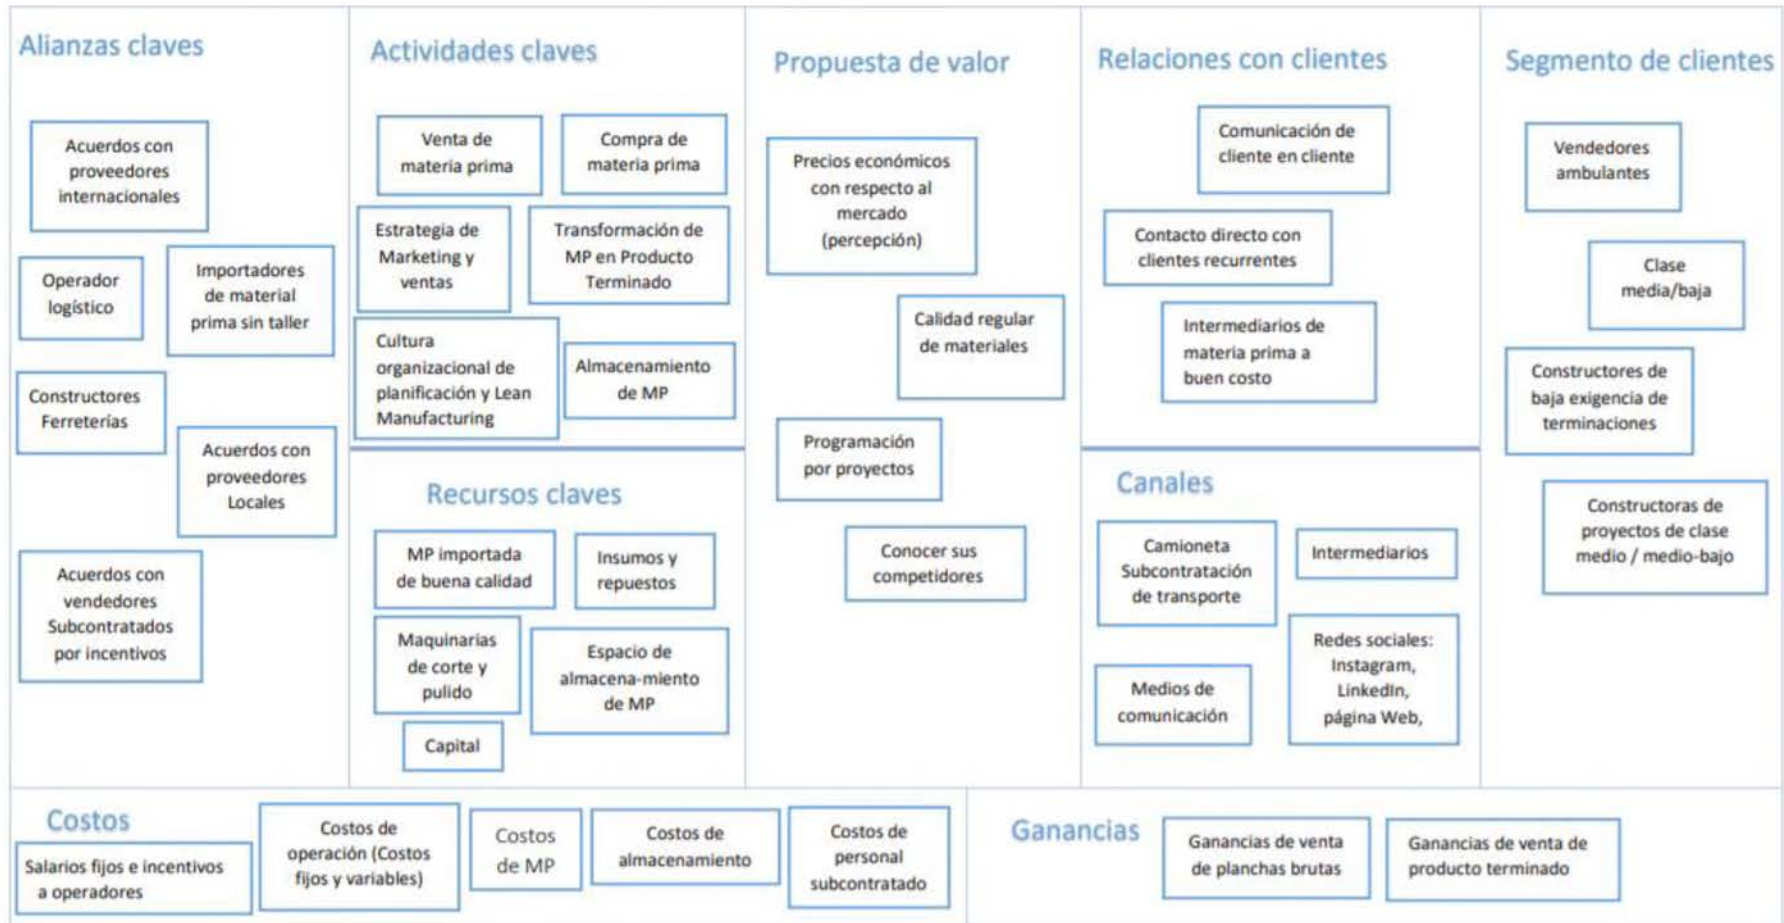 Alianzas claves
Acuerdos con
proveedores
internacionales
Operador
logístico
Importadores
de material
prima sin taller
Constructores
Ferreterías
Acuerdos con
proveedores
Locales
Acuerdos con
vendedores
Subcontratados
por incentivos
Actividades claves
Venta de
materia prima
Compra de
materia prima
Estrategia de
Marketing y
ventas
Transformación de
MP en Producto
Terminado
Cultura
organizacional de
planificación y Lean
Manufacturing
Almacenamiento
de MP
Recursos claves
MP importada
de buena calidad
Insumos y
repuestos
Maquinarias
de corte y
pulido
Espacio de
almacena-miento
de MP
Capital
Propuesta de valor
Precios económicos
con respecto al
mercado
(percepción)
Calidad regular
de materiales
Programación
por proyectos
Conocer sus
competidores
Relaciones con clientes
Comunicación de
cliente en cliente
Contacto directo con
clientes recurrentes
Intermediarios de
materia prima a
buen costo
Canales
Camioneta
Subcontratación
de transporte
Intermediarios
Redes sociales:
Instagram,
LinkedIn,
página Web,
Medios de
comunicación
Segmento de clientes
Vendedores
ambulantes
Clase
media/baja
Constructores de
baja exigencia de
terminaciones
Constructoras de
proyectos de clase
medio / medio-bajo
Costos
Salarios fijos e incentivos
a operadores
Costos de
operación (Costos
fijos y variables)
Costos
de MP
Costos de
almacenamiento
Costos de
personal
subcontratado
Ganancias
Ganancias de venta
de planchas brutas
Ganancias de venta de
producto terminado